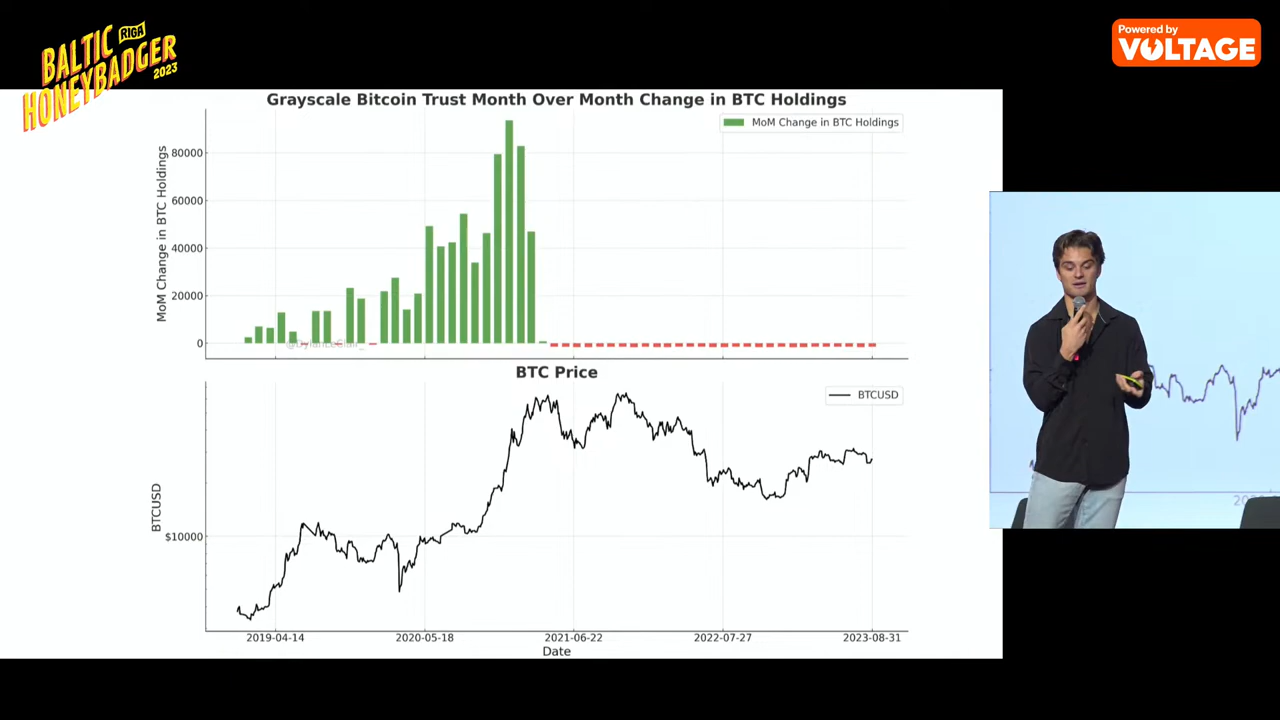 BALTIC
RIGA
HONEYBADGER
2023
Powered by
VOLTAGE
Grayscale Bitcoin Trust Month Over Month Change in BTC Holdings
MoM Change in BTC Holdings
MoM Change in BTC Holdings
80000
60000
40000
20000
0
BTC Price
BTCUSD
BTCUSD
$10000
2019-04-14
2020-05-18
2021-06-22
2022-07-27
2023-08-31
Date